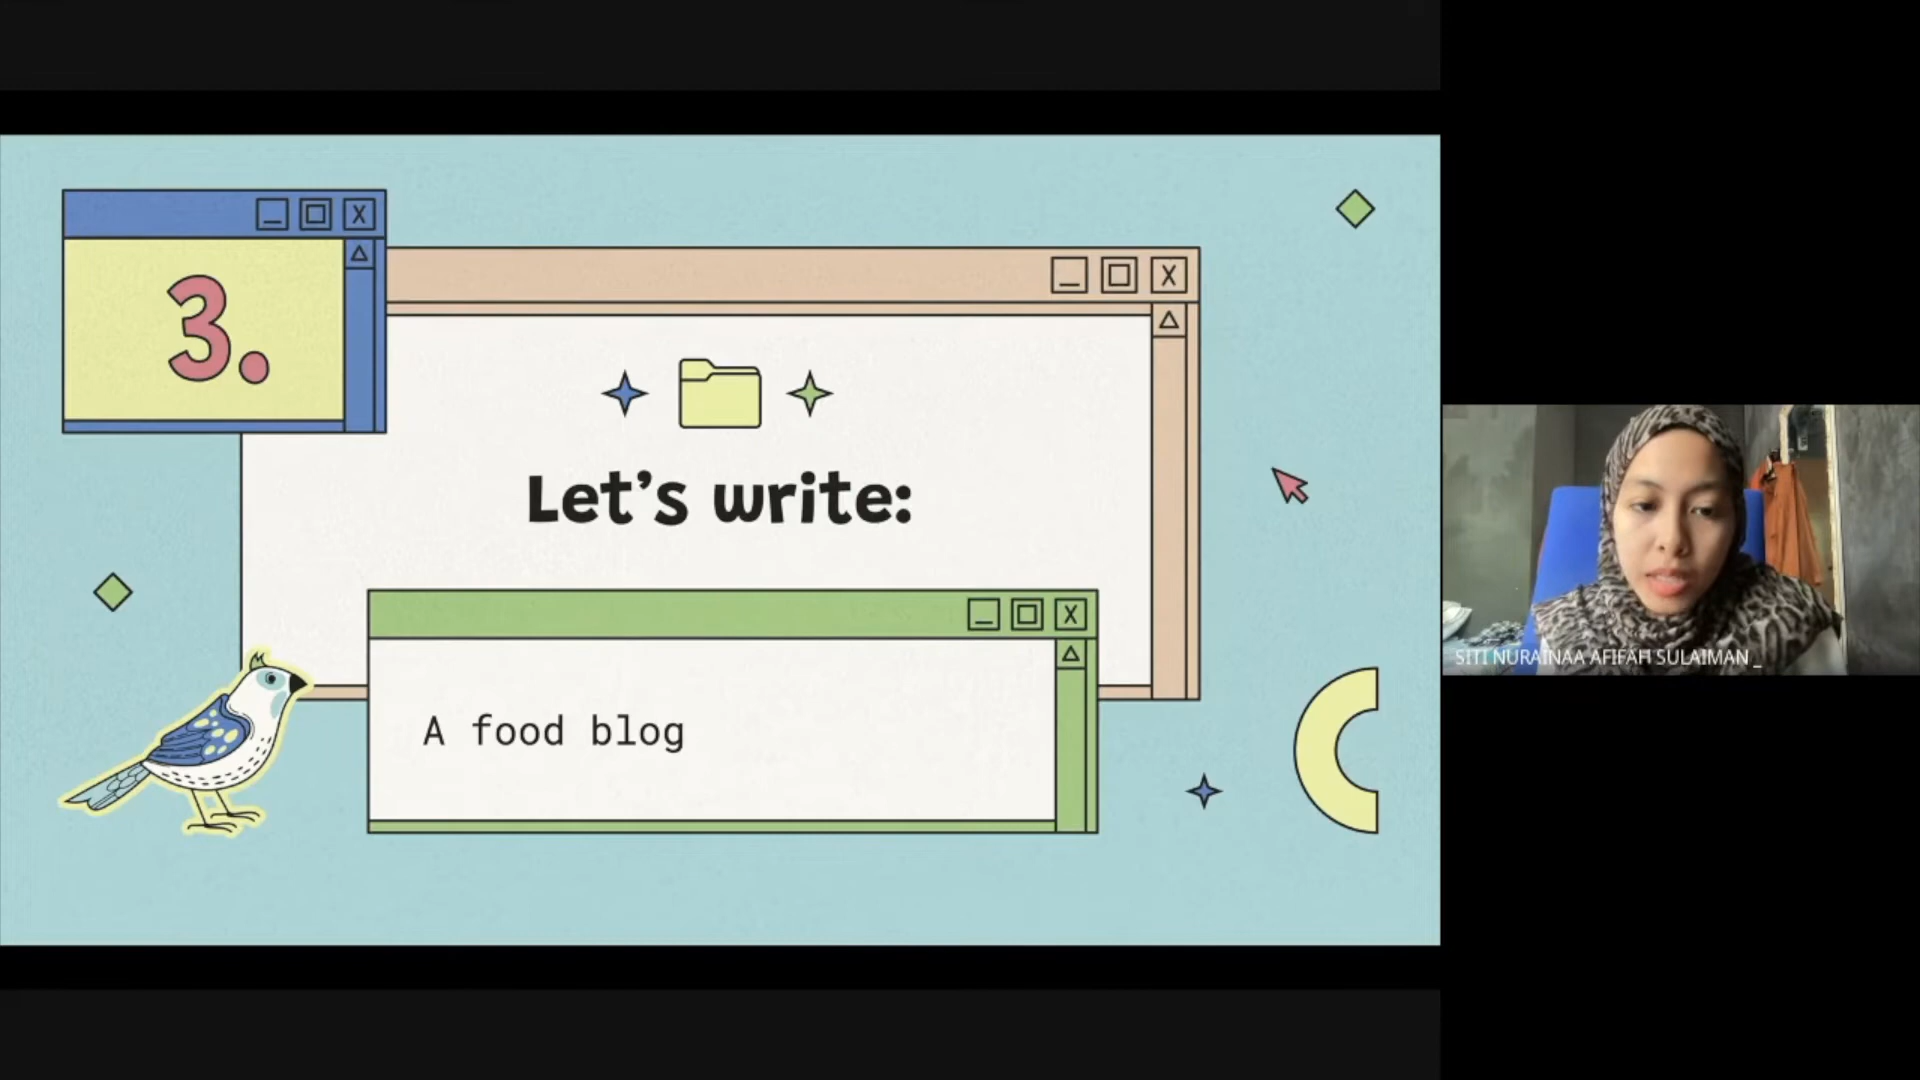 3.
Let's write:
A food blog
SITI NURAINAA AFIFAH SULAIMAN _